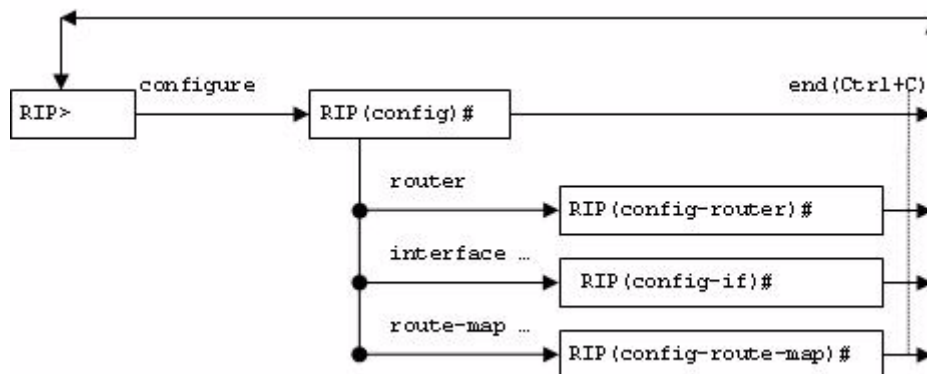 configure
end(Ctrl+C)
RIP>
RIP(config)#
router
RIP(config-router)#
interface …
RIP(config-if)#
route-map …
RIP(config-route-map)#